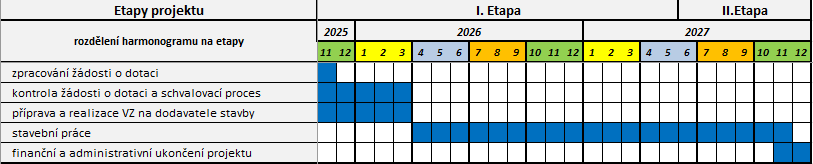 Etapy projektu I. Etapa II.Etapa
rozdělení harmonogramu na etapy 2025 2026 2027
11 12 1 2 3 4 5 6 7 8 9 10 11 12 1 2 3 4 5 6 7 8 9 10 11 12
zpracování žádosti o dotaci
kontrola žádosti o dotaci a schvalovací proces
příprava a realizace VZ na dodavatele stavby
stavební práce
finanční a administrativní ukončení projektu